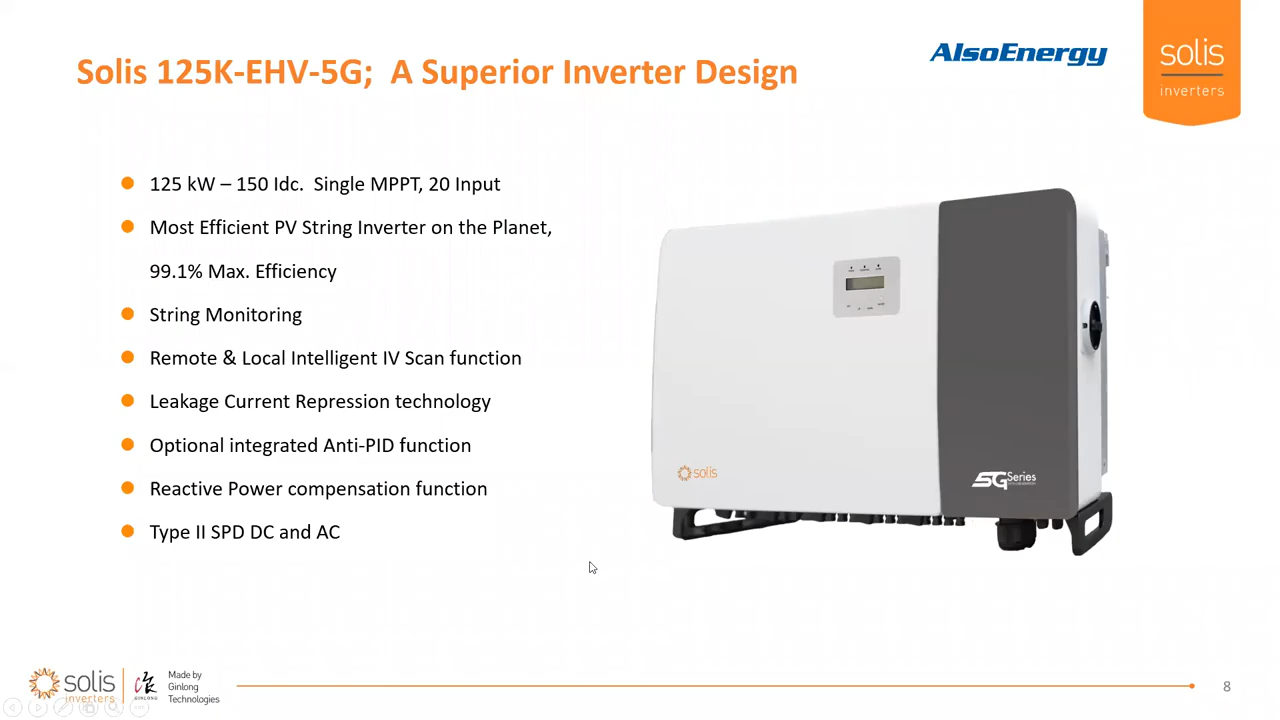 Solis 125K-EHV-5G;  A Superior Inverter Design
AlsoEnergy
solis
inverters
125 kW – 150 Idc.  Single MPPT, 20 Input
Most Efficient PV String Inverter on the Planet,
99.1% Max. Efficiency
String Monitoring
Remote & Local Intelligent IV Scan function
Leakage Current Repression technology
Optional integrated Anti-PID function
Reactive Power compensation function
Type II SPD DC and AC
solis
5G Series
solis
inverters
GINLONG
Made by
Ginlong
Technologies
8